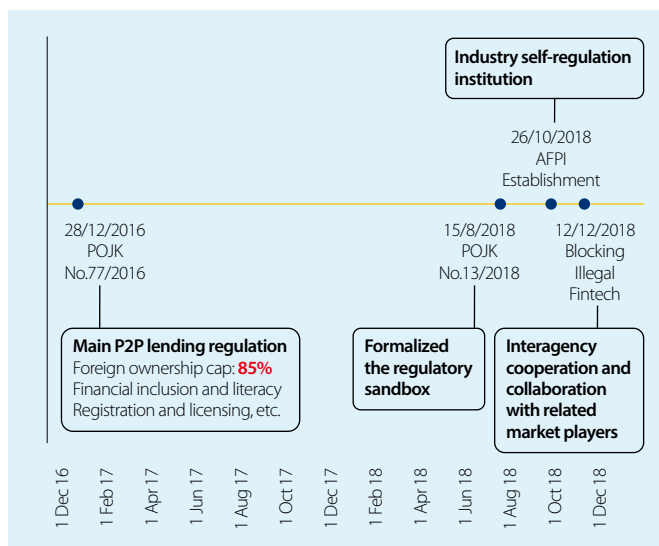 Industry self-regulation
institution
26/10/2018
AFPI
Establishment
28/12/2016
POJK
No.77/2016
15/8/2018
POJK
No.13/2018
12/12/2018
Blocking
Illegal
Fintech
Main P2P lending regulation
Foreign ownership cap: 85%
Financial inclusion and literacy
Registration and licensing, etc.
Formalized
the regulatory
sandbox
Interagency
cooperation and
collaboration
with related
market players
1 Dec 16
1 Feb 17
1 Apr 17
1 Jun 17
1 Aug 17
1 Oct 17
1 Dec 17
1 Feb 18
1 Apr 18
1 Jun 18
1 Aug 18
1 Oct 18
1 Dec 18